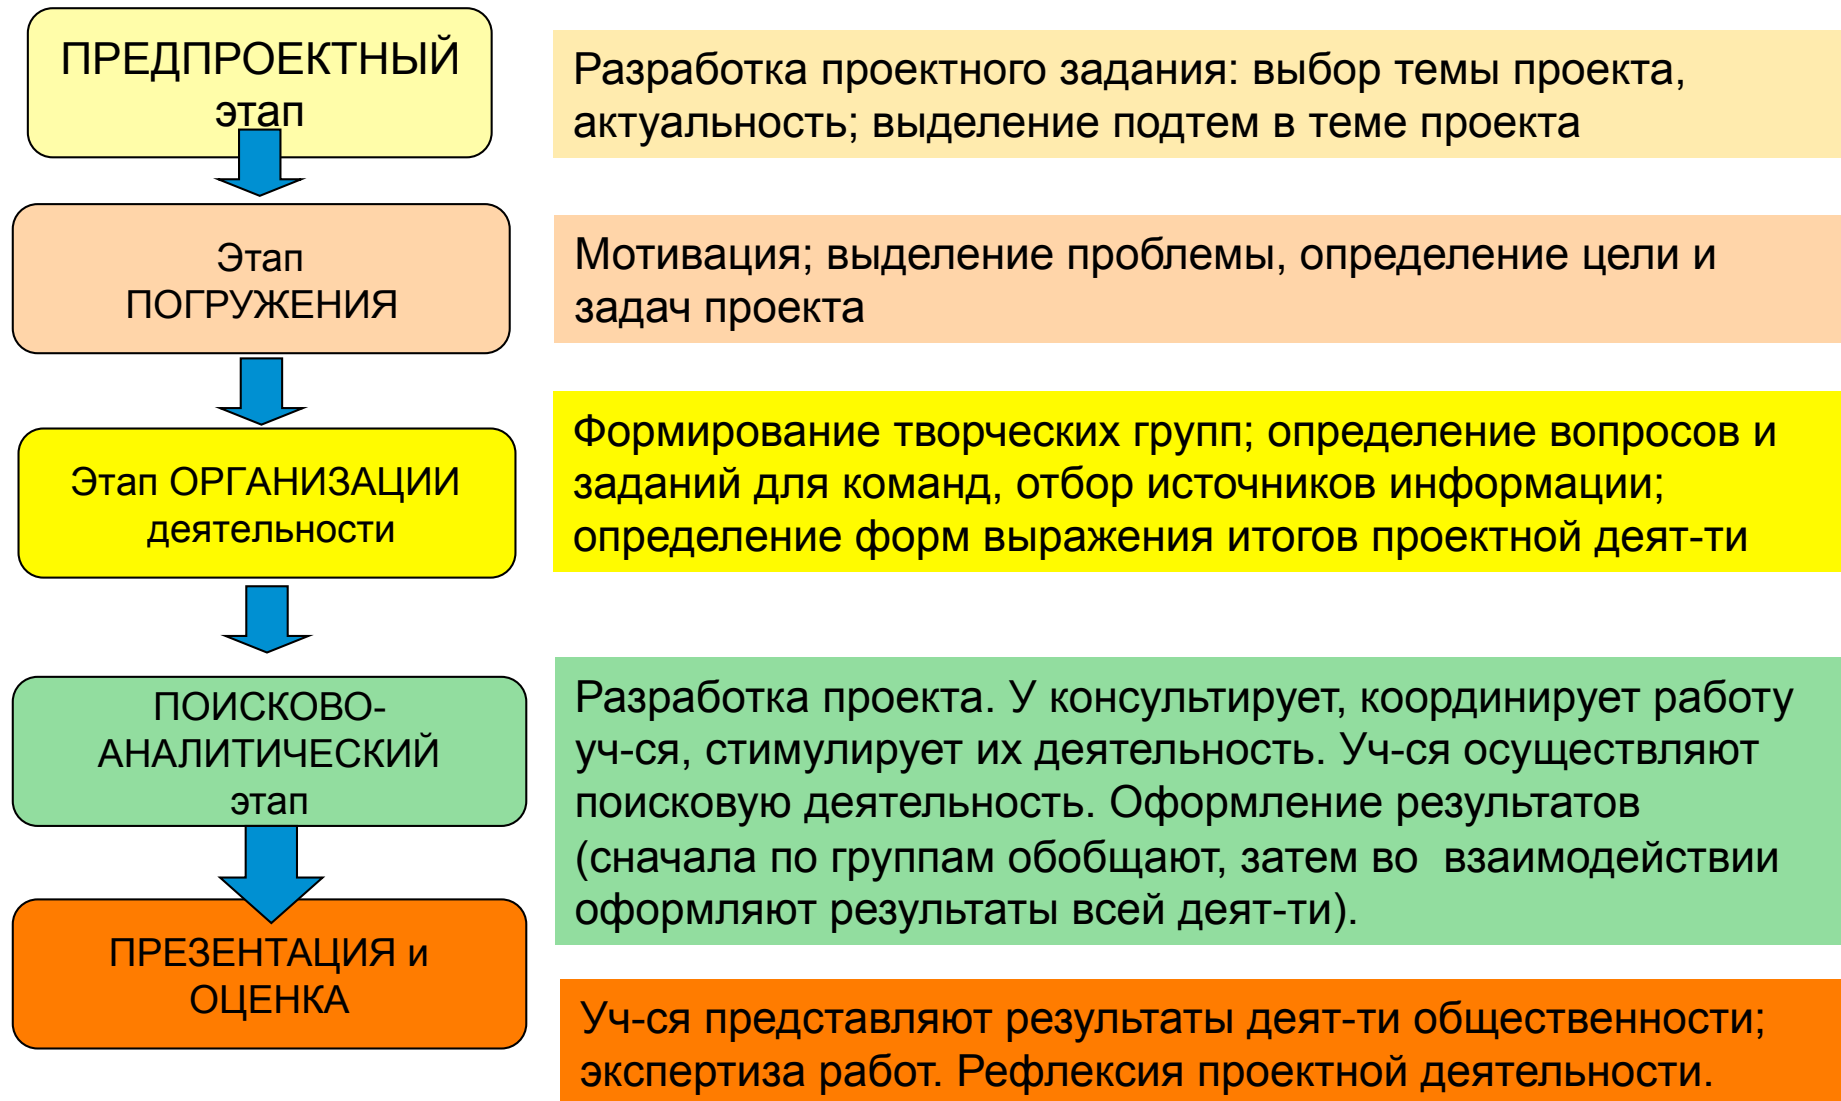 ПРЕДПРОЕКТНЫЙ
этап
Разработка проектного задания: выбор темы проекта,
актуальность; выделение подтем в теме проекта
Этап
ПОГРУЖЕНИЯ
Мотивация; выделение проблемы, определение цели и
задач проекта
Этап ОРГАНИЗАЦИИ
деятельности
Формирование творческих групп; определение вопросов и
заданий для команд, отбор источников информации;
определение форм выражения итогов проектной деят-ти
ПОИСКОВО-
АНАЛИТИЧЕСКИЙ
этап
Разработка проекта. У консультирует, координирует работу
уч-ся, стимулирует их деятельность. Уч-ся осуществляют
поисковую деятельность. Оформление результатов
(сначала по группам обобщают, затем во  взаимодействии
оформляют результаты всей деят-ти).
ПРЕЗЕНТАЦИЯ и
ОЦЕНКА
Уч-ся представляют результаты деят-ти общественности;
экспертиза работ. Рефлексия проектной деятельности.